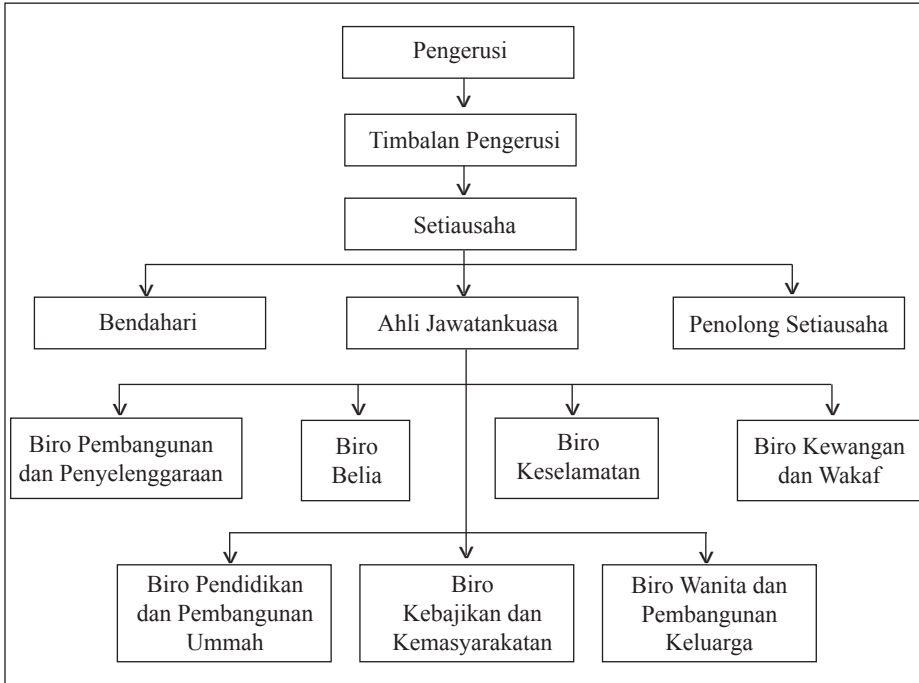 Pengerusi
Timbalan Pengerusi
Setiausaha
Bendahari
Ahli Jawatankuasa
Penolong Setiausaha
Biro Pembangunan
dan Penyelenggaraan
Biro
Belia
Biro
Keselamatan
Biro Kewangan
dan Wakaf
Biro Pendidikan
dan Pembangunan
Ummah
Biro
Kebajikan dan
Kemasyarakatan
Biro Wanita dan
Pembangunan
Keluarga